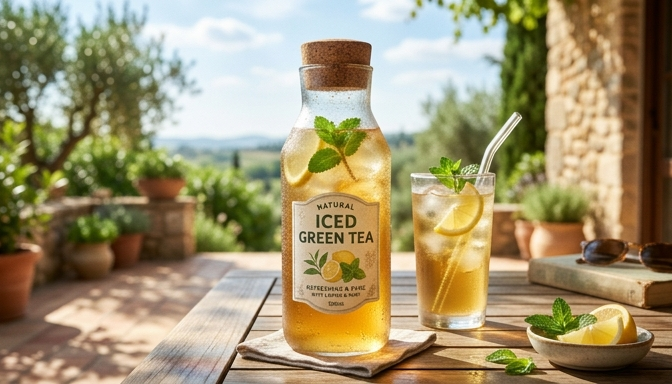 NATURAL
ICED
GREEN TEA
REFRESHING & PURE